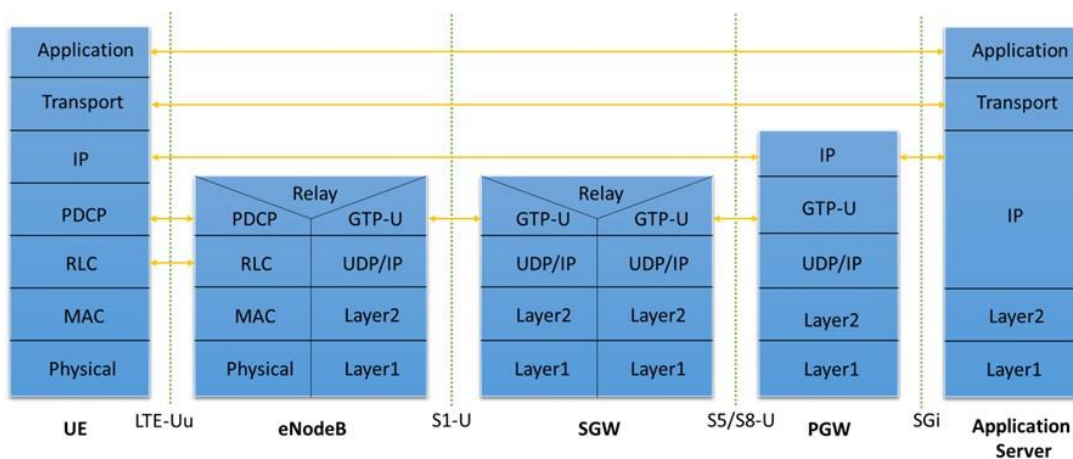 Application
Transport
IP
PDCP
RLC
MAC
Physical
UE
LTE-Uu
Relay
PDCP GTP-U
RLC UDP/IP
MAC Layer2
Physical Layer1
eNodeB
S1-U
Relay
GTP-U GTP-U
UDP/IP UDP/IP
Layer2 Layer2
Layer1 Layer1
SGW
S5/S8-U
IP
GTP-U
UDP/IP
Layer2
Layer1
PGW
SGi
Application
Transport
IP
Layer2
Layer1
Application
Server